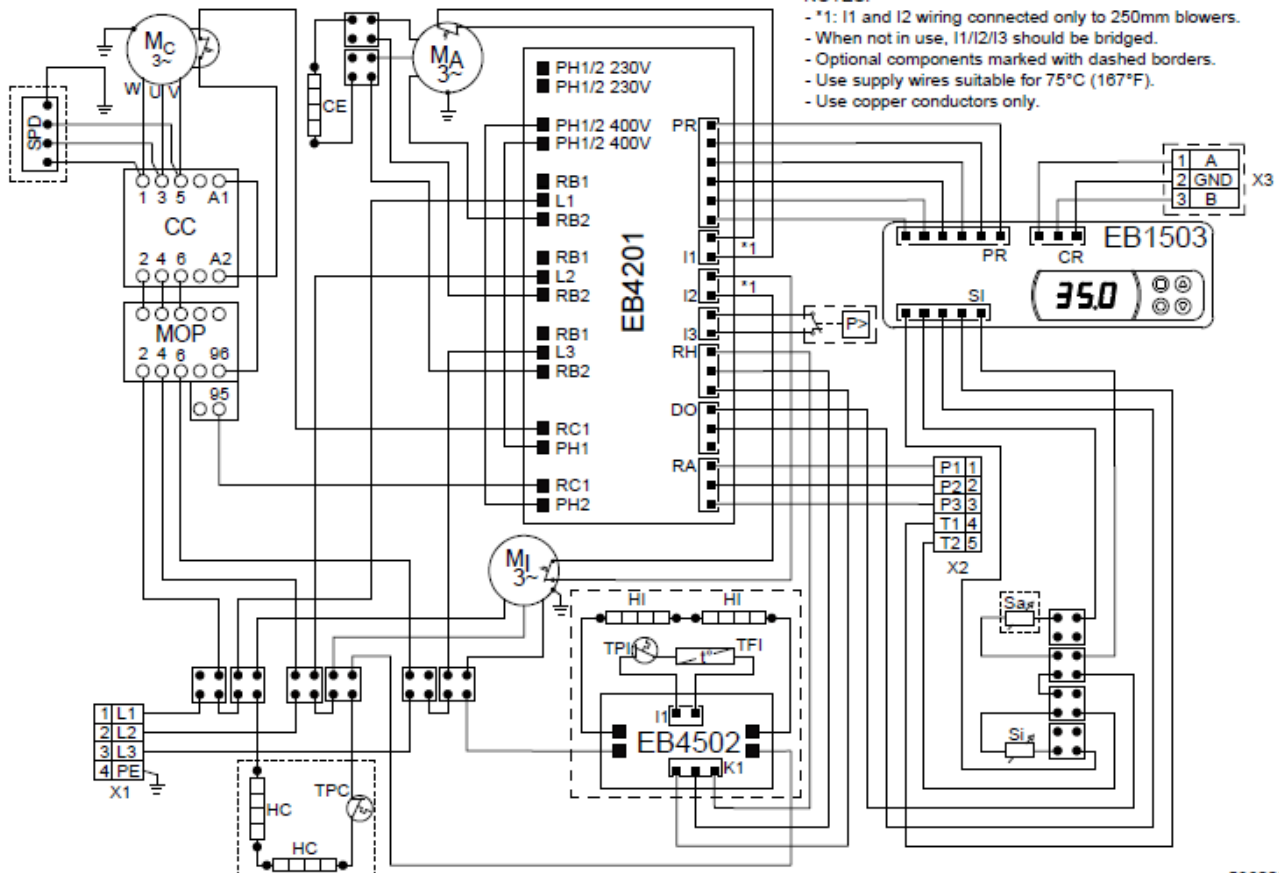 - *1: I1 and I2 wiring connected only to 250mm blowers.
- When not in use, I1/I2/I3 should be bridged.
- Optional components marked with dashed borders.
- Use supply wires suitable for 75°C (167°F).
- Use copper conductors only.
MC
3~
W U V
SPD
1 3 5 A1
CC
2 4 6 A2
MOP
2 4 6 96
95
CE
MA
3~
PH1/2 230V
PH1/2 230V
PH1/2 400V
PH1/2 400V
RB1
L1
RB2
RB1
L2
RB2
RB1
L3
RB2
RC1
PH1
RC1
PH2
EB4201
PR
I1
*1
I2
*1
I3
RH
DO
RA
P>
1 A
2 GND
3 B
X3
EB1503
PR
CR
SI
35.0
P1 1
P2 2
P3 3
T1 4
T2 5
X2
Sa
Si
MI
3~
HI
HI
TPI
t°
TFI
I1
EB4502
K1
1 L1
2 L2
3 L3
4 PE
X1
HC
TPC
HC